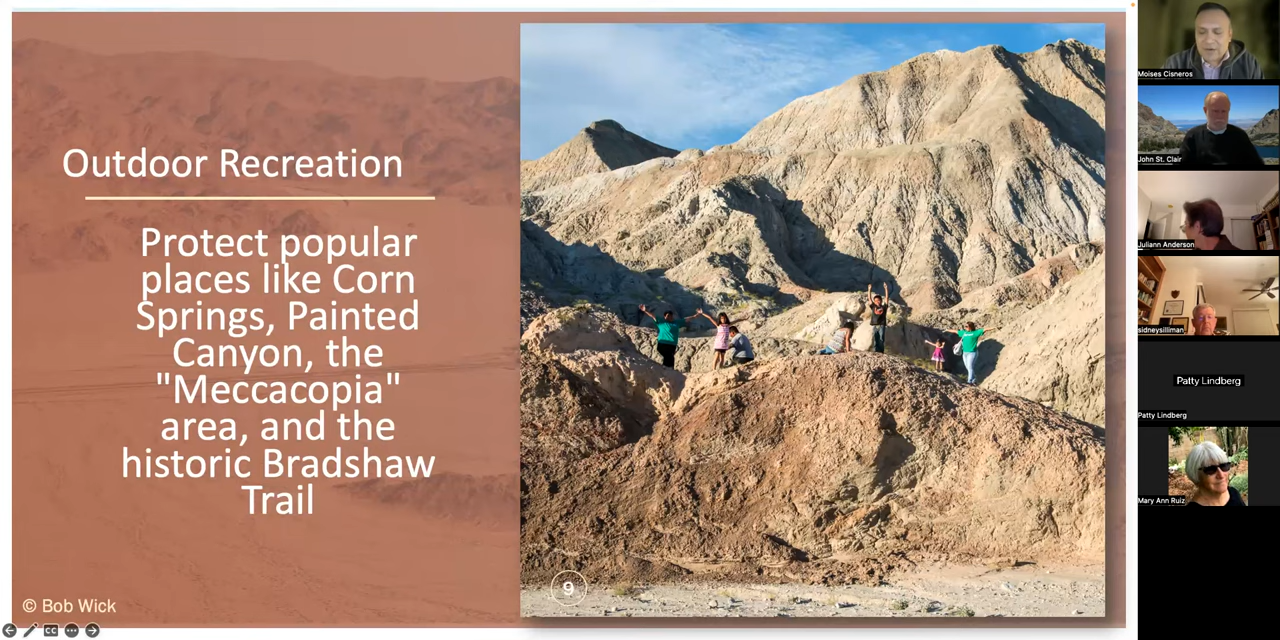 Outdoor Recreation
Protect popular
places like Corn
Springs, Painted
Canyon, the
"Meccacopia"
area, and the
historic Bradshaw
Trail
© Bob Wick
9
CC
Moises Cisneros
John St. Clair
Juliann Anderson
sidneysilliman
Patty Lindberg
Patty Lindberg
Mary Ann Ruiz